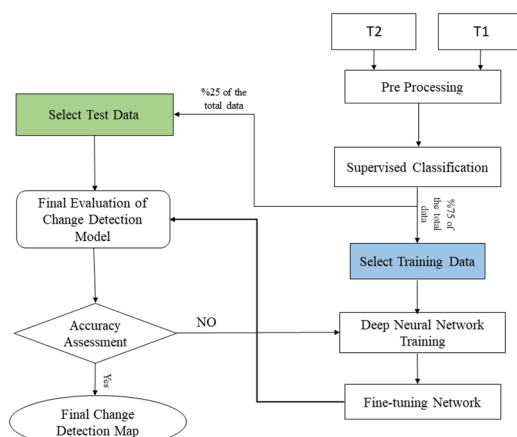 T2
T1
Pre Processing
Supervised Classification
%25 of the
total data
Select Test Data
%75 of
the total
data
Select Training Data
Final Evaluation of
Change Detection
Model
Deep Neural Network
Training
Accuracy
Assessment
NO
Yes
Fine-tuning Network
Final Change
Detection Map